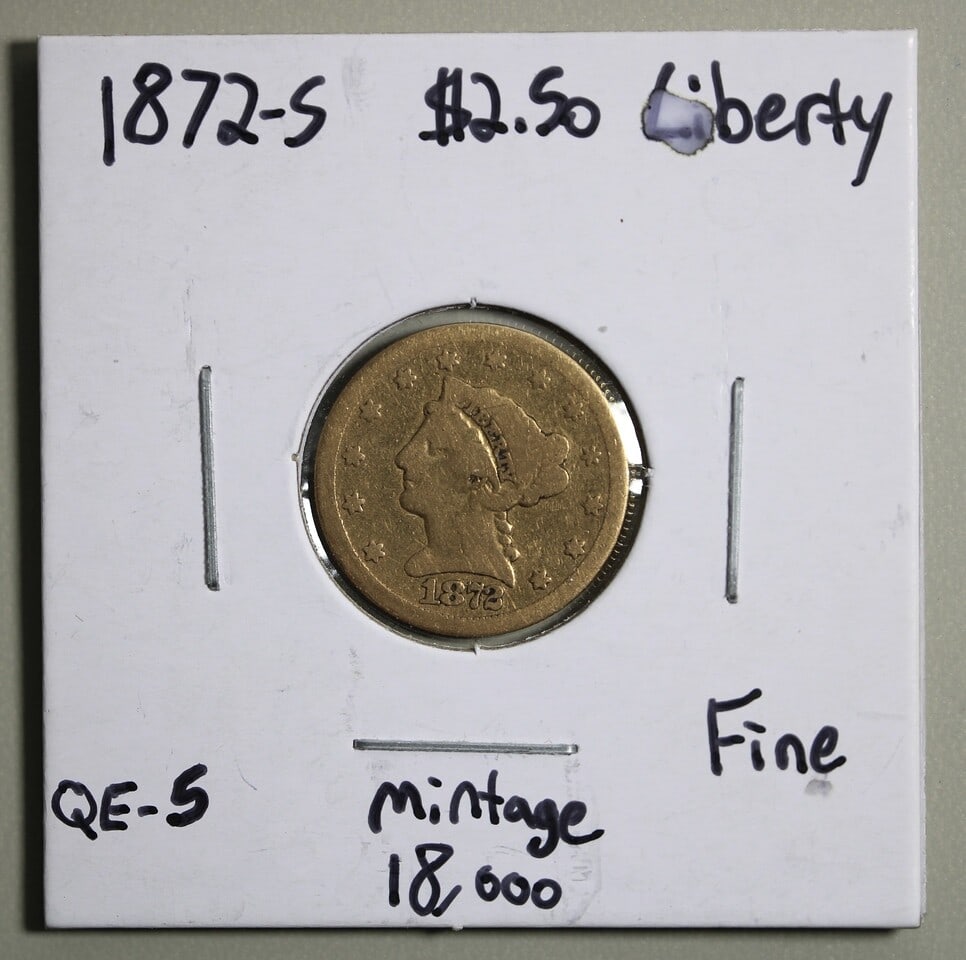 1872-S $2.50 Liberty
LIBERTY
1872
Fine
QE-5
mintage
18,000